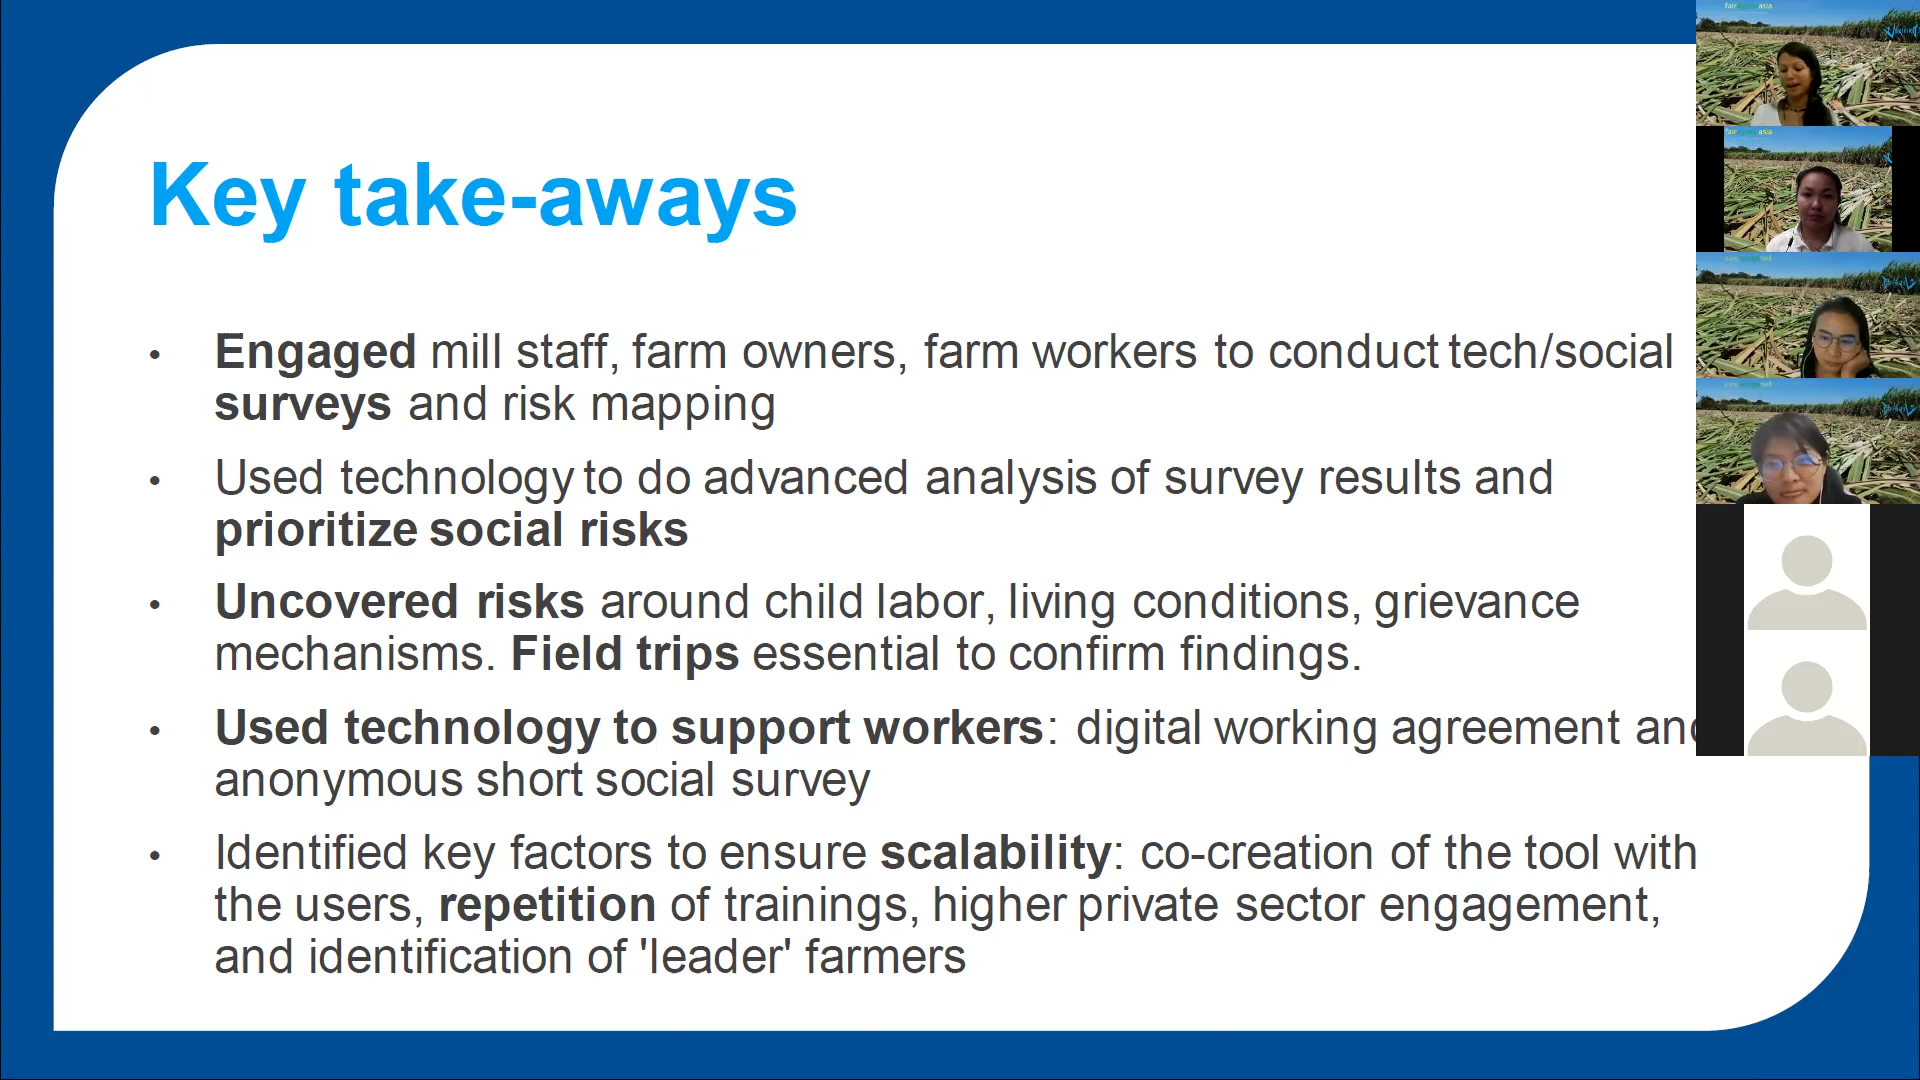 Key take-aways
• Engaged mill staff, farm owners, farm workers to conduct tech/social
surveys and risk mapping
• Used technology to do advanced analysis of survey results and
prioritize social risks
• Uncovered risks around child labor, living conditions, grievance
mechanisms. Field trips essential to confirm findings.
• Used technology to support workers: digital working agreement and
anonymous short social survey
• Identified key factors to ensure scalability: co-creation of the tool with
the users, repetition of trainings, higher private sector engagement,
and identification of 'leader' farmers